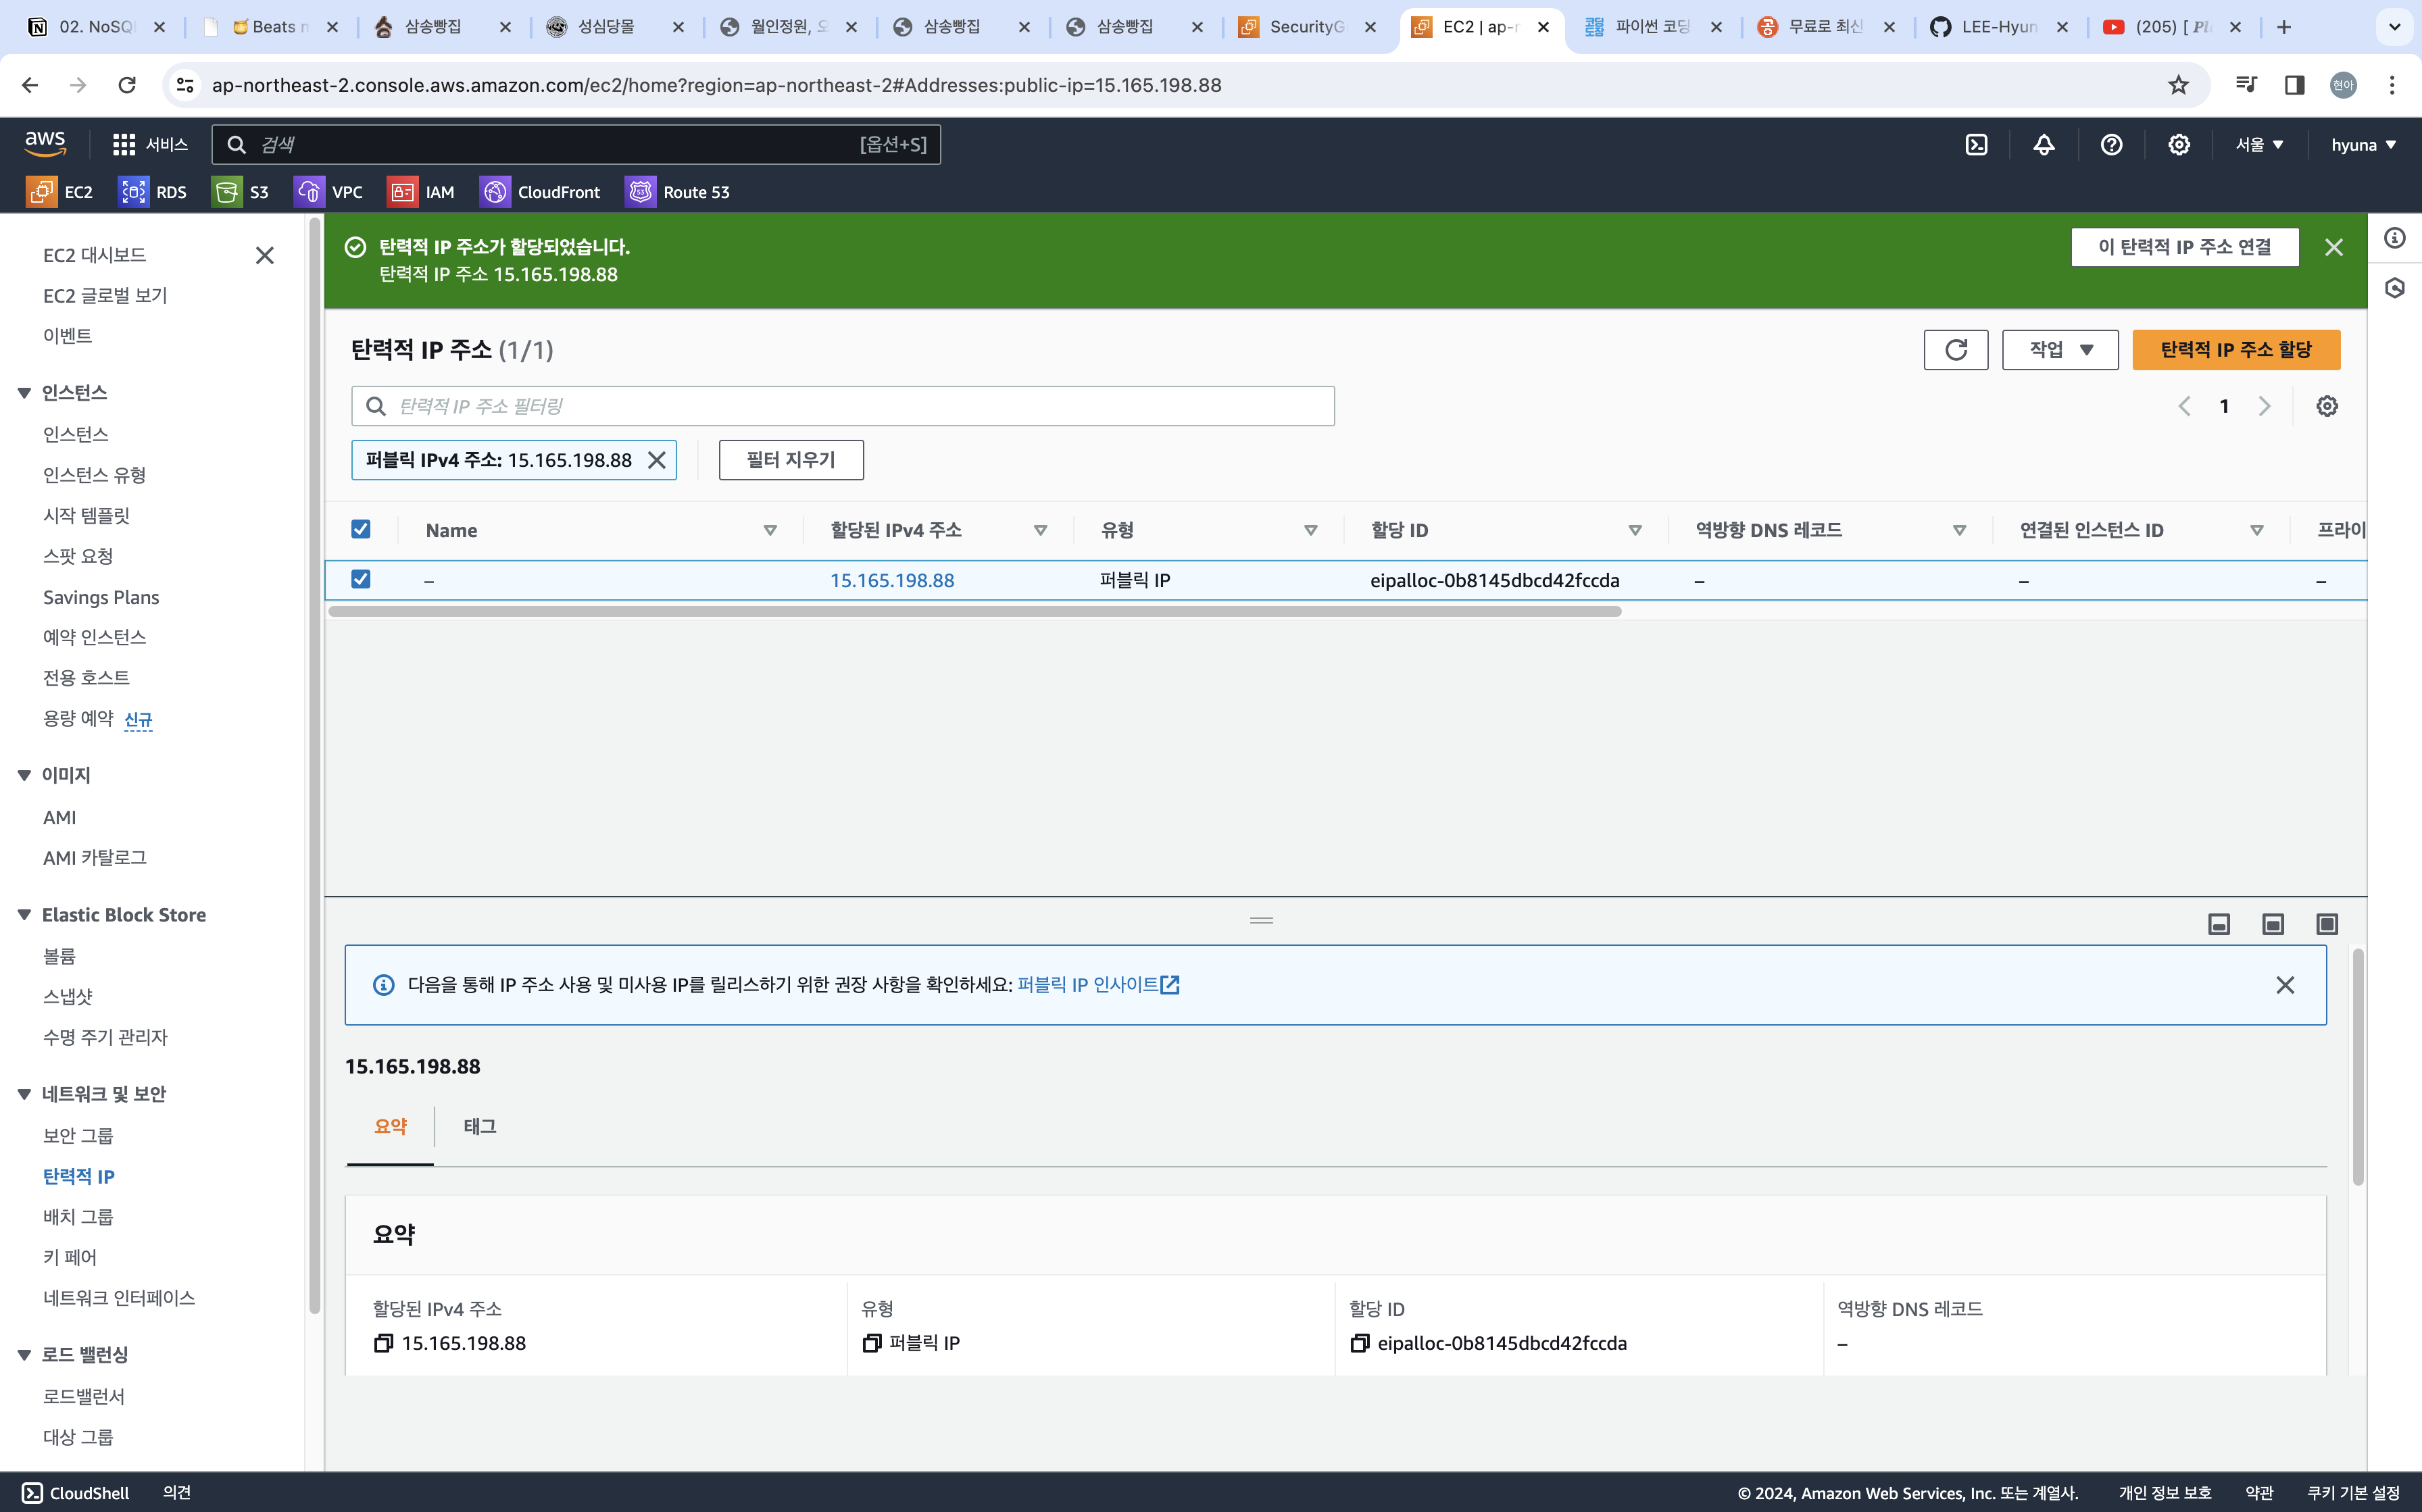 02. NoSQ
Beats m
삼송빵집
성심당몰
월인정원, 오
삼송빵집
삼송빵집
SecurityG
EC2 | ap-n
파이썬 코딩
무료로 최신
LEE-Hyun
(205) [ Pl
ap-northeast-2.console.aws.amazon.com/ec2/home?region=ap-northeast-2#Addresses:public-ip=15.165.198.88
현아
aws
서비스
검색
[옵션+S]
서울
hyuna
EC2
RDS
S3
VPC
IAM
CloudFront
Route 53
EC2 대시보드
EC2 글로벌 보기
이벤트
인스턴스
인스턴스
인스턴스 유형
시작 템플릿
스팟 요청
Savings Plans
예약 인스턴스
전용 호스트
용량 예약 신규
이미지
AMI
AMI 카탈로그
Elastic Block Store
볼륨
스냅샷
수명 주기 관리자
네트워크 및 보안
보안 그룹
탄력적 IP
배치 그룹
키 페어
네트워크 인터페이스
로드 밸런싱
로드밸런서
대상 그룹
탄력적 IP 주소가 할당되었습니다.
탄력적 IP 주소 15.165.198.88
이 탄력적 IP 주소 연결
탄력적 IP 주소 (1/1)
작업
탄력적 IP 주소 할당
탄력적 IP 주소 필터링
1
퍼블릭 IPv4 주소: 15.165.198.88
필터 지우기
Name
할당된 IPv4 주소
유형
할당 ID
역방향 DNS 레코드
연결된 인스턴스 ID
프라이
–
15.165.198.88
퍼블릭 IP
eipalloc-0b8145dbcd42fccda
–
–
–
다음을 통해 IP 주소 사용 및 미사용 IP를 릴리스하기 위한 권장 사항을 확인하세요: 퍼블릭 IP 인사이트
15.165.198.88
요약
태그
요약
할당된 IPv4 주소
15.165.198.88
유형
퍼블릭 IP
할당 ID
eipalloc-0b8145dbcd42fccda
역방향 DNS 레코드
–
CloudShell
의견
© 2024, Amazon Web Services, Inc. 또는 계열사.
개인 정보 보호
약관
쿠키 기본 설정